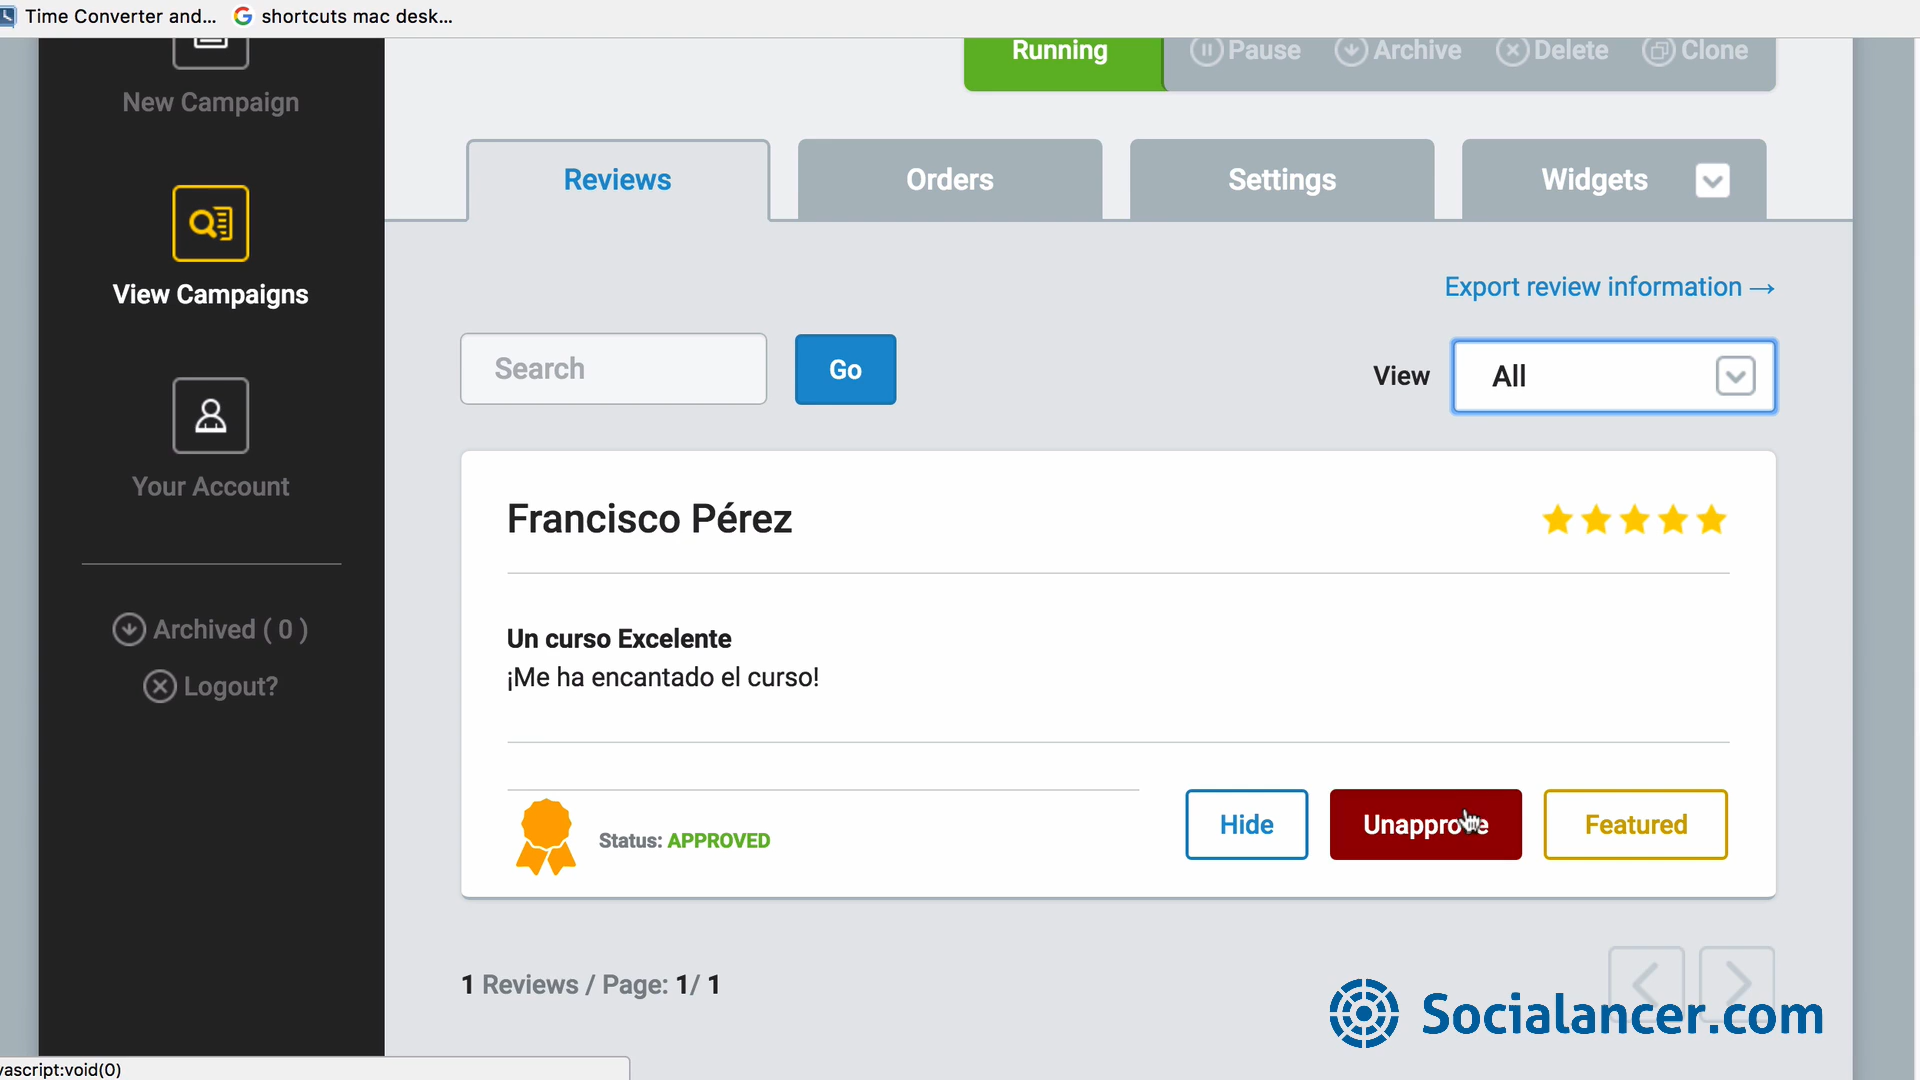 Time Converter and... shortcuts mac desk...
Running Pause Archive Delete Clone
New Campaign
Reviews Orders Settings Widgets
Export review information →
View Campaigns
Search Go View All
Your Account
Francisco Pérez
Archived ( 0 )
Un curso Excelente
¡Me ha encantado el curso!
Logout?
Status: APPROVED Hide Unapprove Featured
1 Reviews / Page: 1/ 1
Socialancer.com
vascript:void(0)